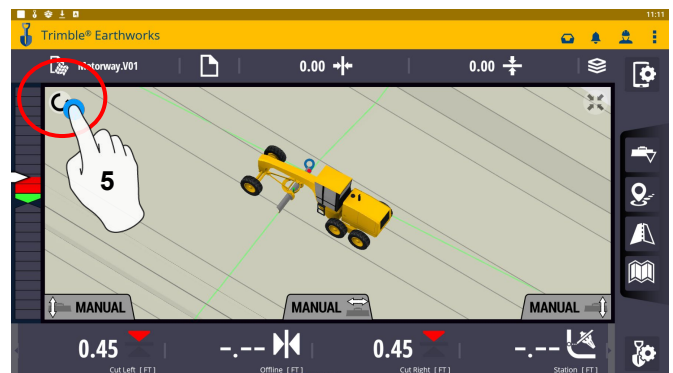 11:11
Trimble® Earthworks
Motorway.V01
0.00
0.00
5
MANUAL
MANUAL
MANUAL
0.45
-.--
0.45
-.--
Cut Left [FT]
Offline [FT]
Cut Right [FT]
Station [FT]